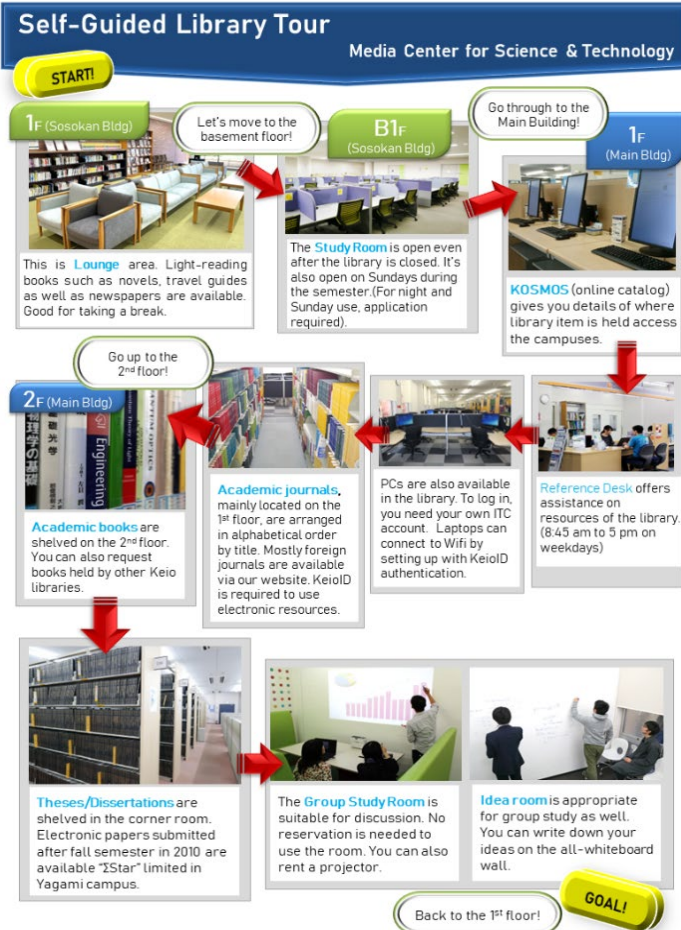 Self-Guided Library Tour
Media Center for Science & Technology
START!
1F (Sosokan Bldg)
Let's move to the
basement floor!
B1F
(Sosokan Bldg)
Go through to the
Main Building!
1F
(Main Bldg)
This is Lounge area. Light-reading
books such as novels, travel guides
as well as newspapers are available.
Good for taking a break.
The Study Room is open even
after the library is closed. It's
also open on Sundays during
the semester.(For night and
Sunday use, application
required).
KOSMOS (online catalog)
gives you details of where
library item is held access
the campuses.
Reference Desk offers
assistance on
resources of the library.
(8:45 am to 5 pm on
weekdays)
PCs are also available
in the library. To log in,
you need your own ITC
account. Laptops can
connect to Wifi by
setting up with KeioID
authentication.
Academic journals,
mainly located on the
1st floor, are arranged
in alphabetical order
by title. Mostly foreign
journals are available
via our website. KeioID
is required to use
electronic resources.
Go up to the
2nd floor!
2F (Main Bldg)
物理学の基礎
Engineering
Academic books are
shelved on the 2nd floor.
You can also request
books held by other Keio
libraries.
Theses/Dissertations are
shelved in the corner room.
Electronic papers submitted
after fall semester in 2010 are
available "ΣStar" limited in
Yagami campus.
The Group Study Room is
suitable for discussion. No
reservation is needed to
use the room. You can also
rent a projector.
Idea room is appropriate
for group study as well.
You can write down your
ideas on the all-whiteboard
wall.
Back to the 1st floor!
GOAL!